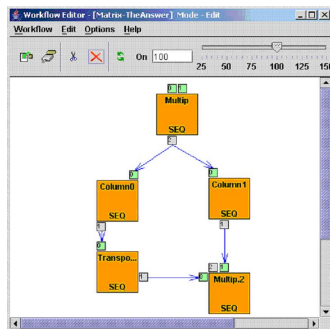 Workflow Editor - [Matrix-TheAnswer] Mode - Edit
Workflow Edit Options Help
On 100
25 50 75 100 125 150
Multip
SEQ
Column0
SEQ
Column1
SEQ
Transpo...
SEQ
Multip.2
SEQ